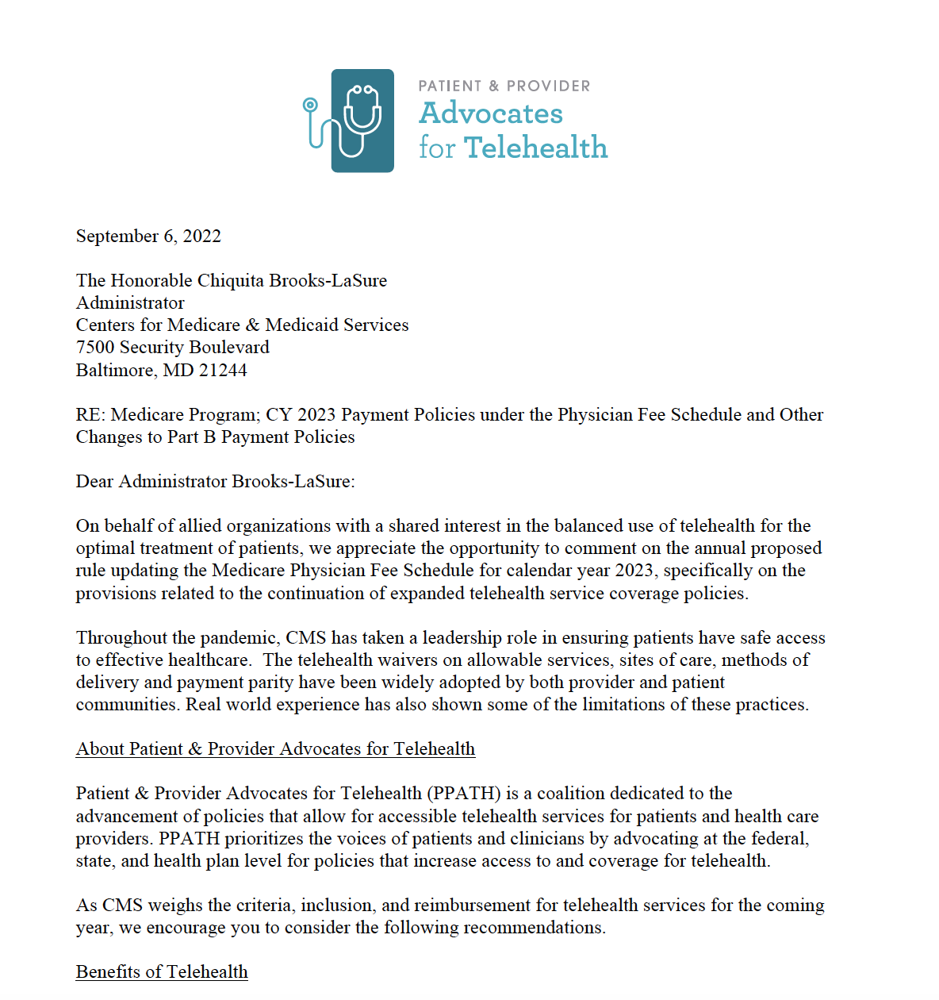 PATIENT & PROVIDER
Advocates
for Telehealth
September 6, 2022
The Honorable Chiquita Brooks-LaSure
Administrator
Centers for Medicare & Medicaid Services
7500 Security Boulevard
Baltimore, MD 21244
RE: Medicare Program; CY 2023 Payment Policies under the Physician Fee Schedule and Other
Changes to Part B Payment Policies
Dear Administrator Brooks-LaSure:
On behalf of allied organizations with a shared interest in the balanced use of telehealth for the
optimal treatment of patients, we appreciate the opportunity to comment on the annual proposed
rule updating the Medicare Physician Fee Schedule for calendar year 2023, specifically on the
provisions related to the continuation of expanded telehealth service coverage policies.
Throughout the pandemic, CMS has taken a leadership role in ensuring patients have safe access
to effective healthcare.  The telehealth waivers on allowable services, sites of care, methods of
delivery and payment parity have been widely adopted by both provider and patient
communities. Real world experience has also shown some of the limitations of these practices.
About Patient & Provider Advocates for Telehealth
Patient & Provider Advocates for Telehealth (PPATH) is a coalition dedicated to the
advancement of policies that allow for accessible telehealth services for patients and health care
providers. PPATH prioritizes the voices of patients and clinicians by advocating at the federal,
state, and health plan level for policies that increase access to and coverage for telehealth.
As CMS weighs the criteria, inclusion, and reimbursement for telehealth services for the coming
year, we encourage you to consider the following recommendations.
Benefits of Telehealth